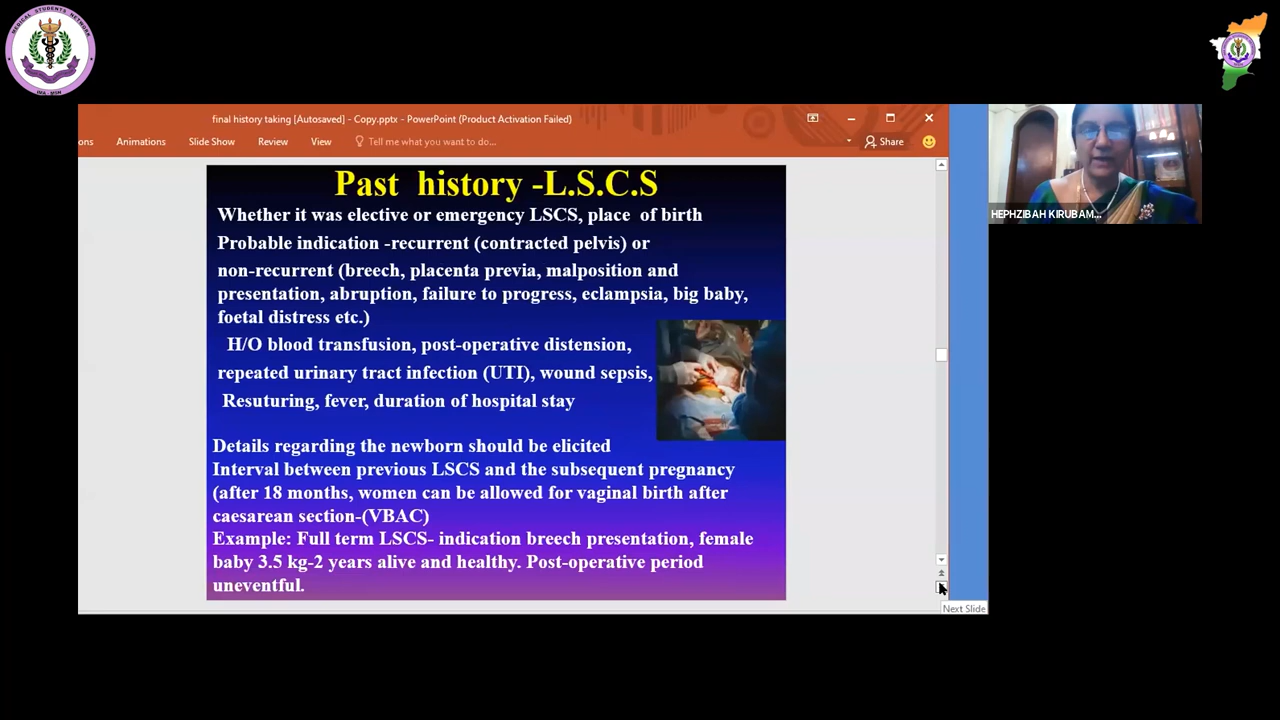 MEDICAL STUDENTS NETWORK
IMA-MSN
final history taking [Autosaved] - Copy.pptx - PowerPoint (Product Activation Failed)
ons Animations Slide Show Review View Tell me what you want to do... Share
Past history -L.S.C.S
Whether it was elective or emergency LSCS, place of birth
Probable indication -recurrent (contracted pelvis) or
non-recurrent (breech, placenta previa, malposition and
presentation, abruption, failure to progress, eclampsia, big baby,
foetal distress etc.)
H/O blood transfusion, post-operative distension,
repeated urinary tract infection (UTI), wound sepsis,
Resuturing, fever, duration of hospital stay
Details regarding the newborn should be elicited
Interval between previous LSCS and the subsequent pregnancy
(after 18 months, women can be allowed for vaginal birth after
caesarean section-(VBAC)
Example: Full term LSCS- indication breech presentation, female
baby 3.5 kg-2 years alive and healthy. Post-operative period
uneventful.
Next Slide
HEPHZIBAH KIRUBAM...